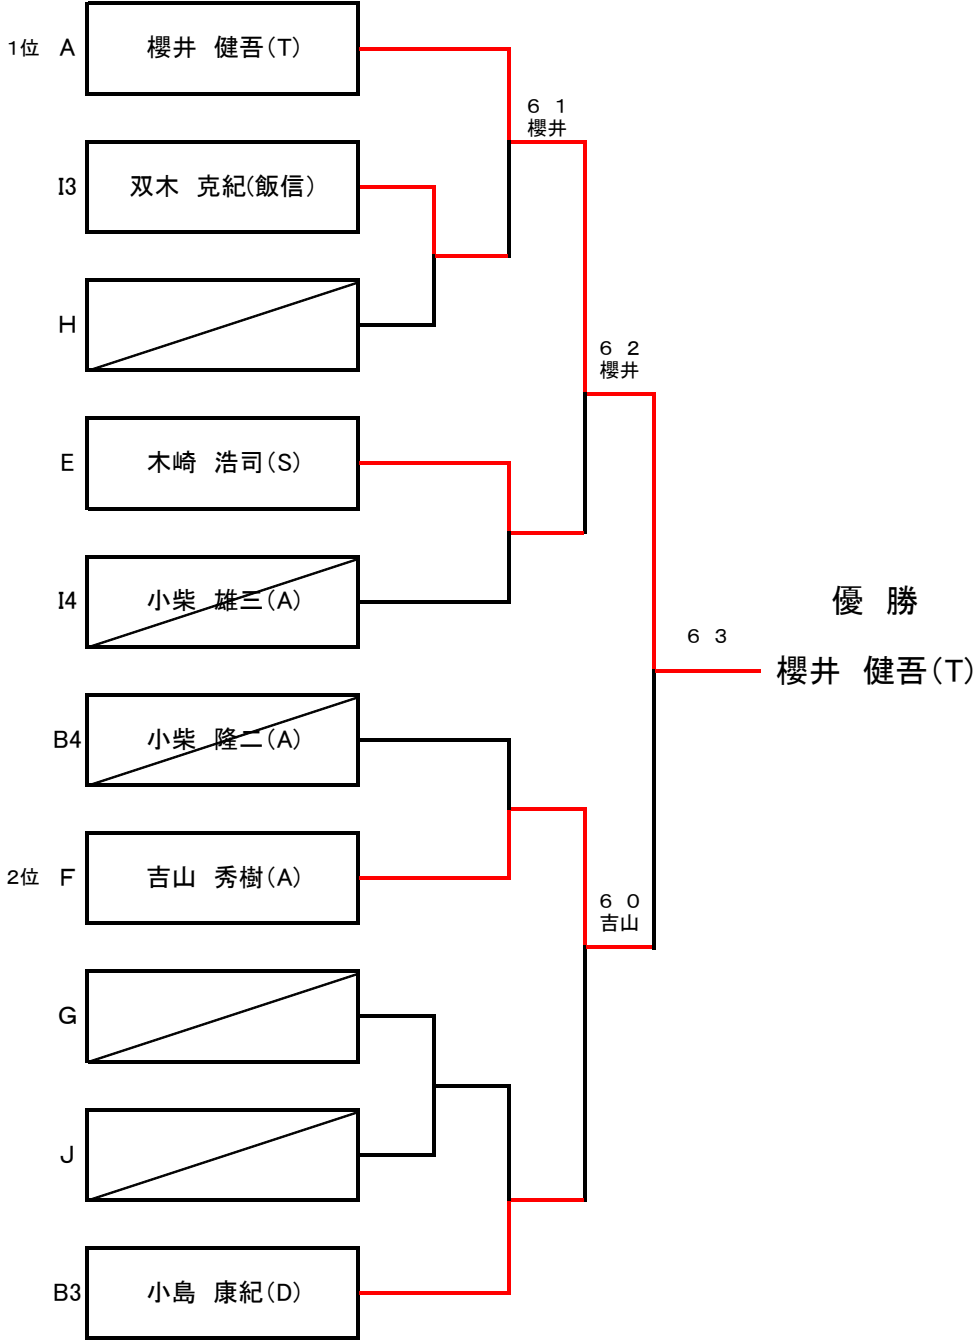 1位 A 櫻井 健吾(T)
6 1
櫻井
I3 双木 克紀(飯信)
H
6 2
櫻井
E 木崎 浩司(S)
I4 小柴 雄三(A)
優 勝
6 3
櫻井 健吾(T)
B4 小柴 隆二(A)
2位 F 吉山 秀樹(A)
6 0
吉山
G
J
B3 小島 康紀(D)